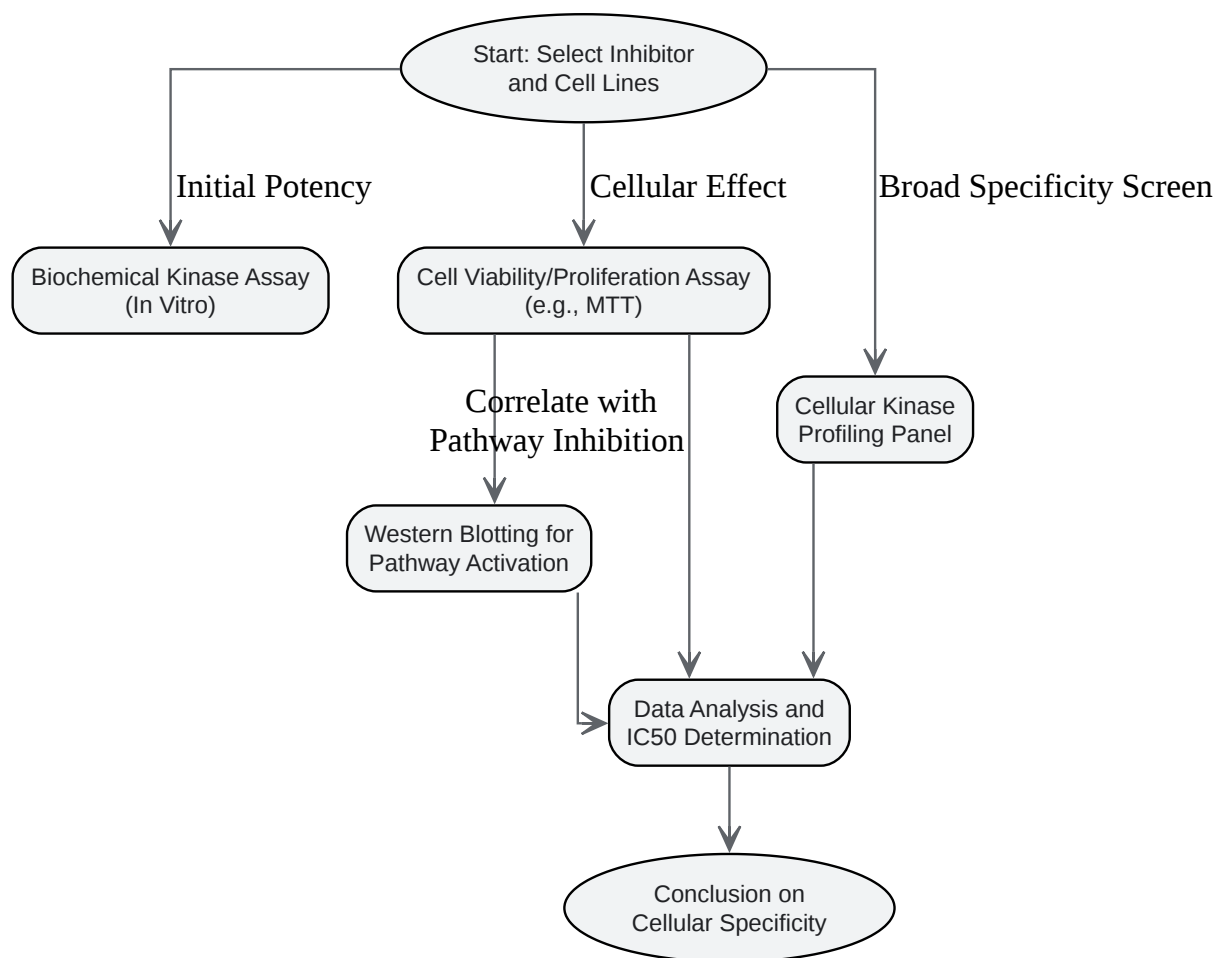 Start: Select Inhibitor
and Cell Lines
Initial Potency
Cellular Effect
Broad Specificity Screen
Biochemical Kinase Assay
(In Vitro)
Cell Viability/Proliferation Assay
(e.g., MTT)
Correlate with
Pathway Inhibition
Cellular Kinase
Profiling Panel
Western Blotting for
Pathway Activation
Data Analysis and
IC50 Determination
Conclusion on
Cellular Specificity